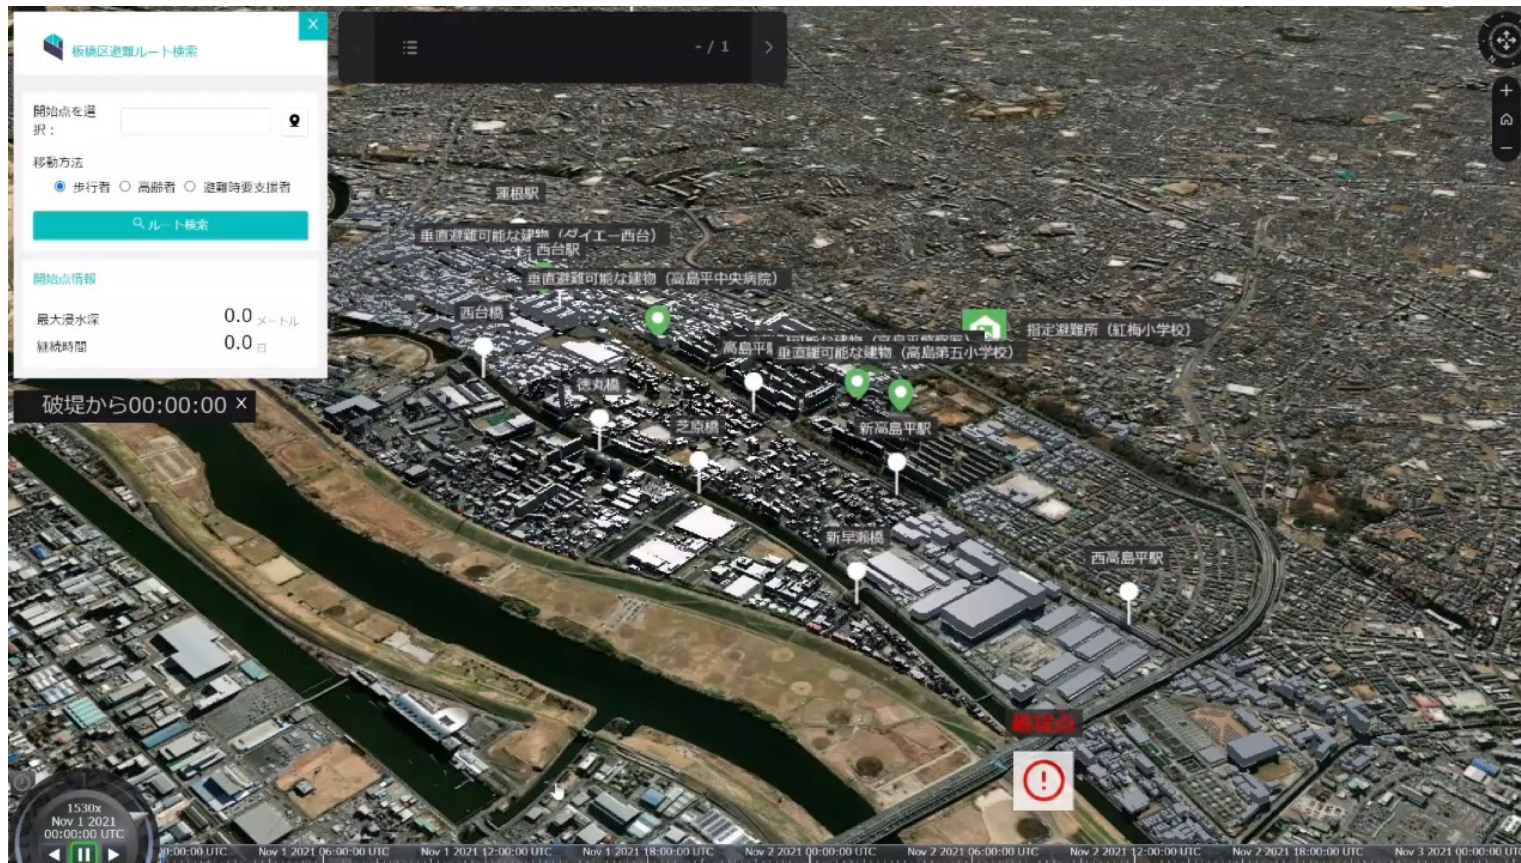 板橋区避難ルート検索
×
- / 1
開始点を選
択：
移動方法
歩行者
高齢者
避難時要支援者
ルート検索
開始点情報
最大浸水深 0.0 メートル
継続時間 0.0 日
破堤から00:00:00 ×
蓮根駅
垂直避難可能な建物（ダイエー西台）
西台駅
垂直避難可能な建物（高島平中央病院）
西台橋
指定避難所（紅梅小学校）
垂直避難可能な建物（高島第五小学校）
徳丸橋
芝原橋
新高島平駅
新早瀬橋
西高島平駅
破堤点
N
1530x
Nov 1 2021
00:00:00 UTC
Nov 1 2021 06:00:00 UTC
Nov 1 2021 12:00:00 UTC
Nov 1 2021 18:00:00 UTC
Nov 2 2021 00:00:00 UTC
Nov 2 2021 06:00:00 UTC
Nov 2 2021 12:00:00 UTC
Nov 2 2021 18:00:00 UTC
Nov 3 2021 00:00:00 UTC